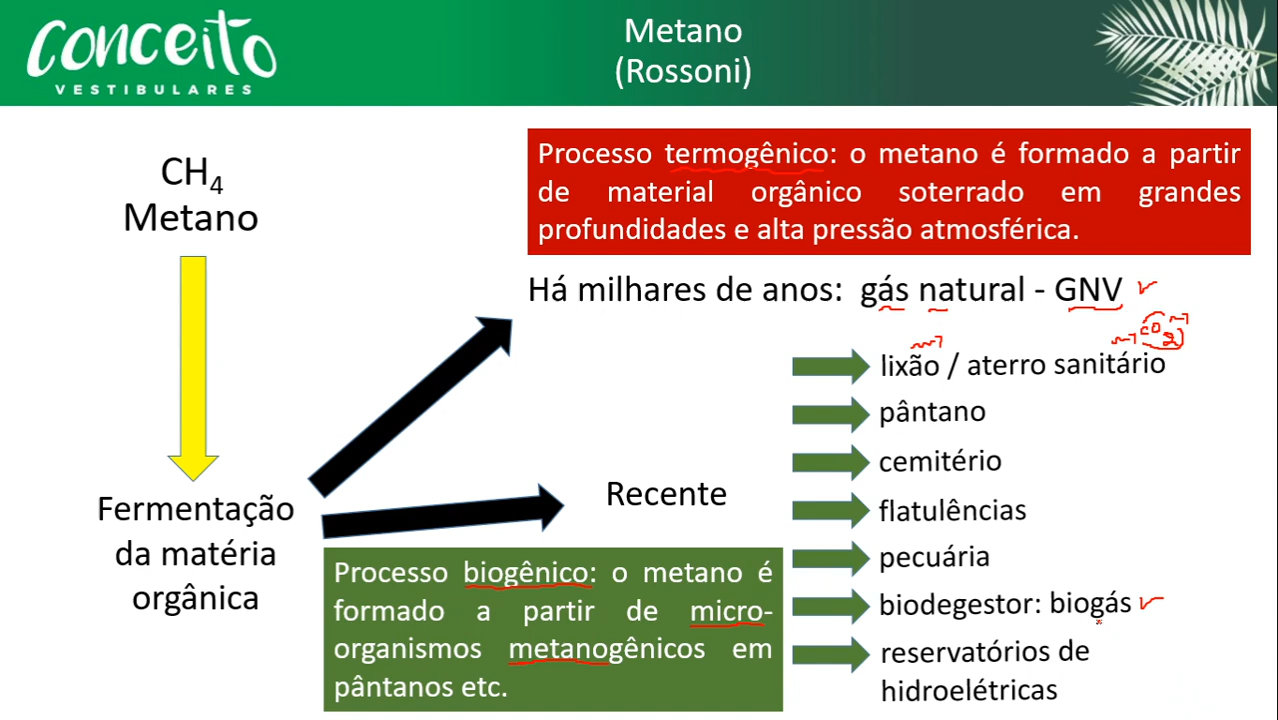 conceito
VESTIBULARES
Metano
(Rossoni)
CH₄
Metano
Processo termogênico: o metano é formado a partir
de material orgânico soterrado em grandes
profundidades e alta pressão atmosférica.
Há milhares de anos: gás natural - GNV
CO₂
lixão / aterro sanitário
pântano
cemitério
Recente
flatulências
Fermentação
da matéria
orgânica
pecuária
Processo biogênico: o metano é
formado a partir de micro-
organismos metanogênicos em
pântanos etc.
biodegestor: biogás
reservatórios de
hidroelétricas